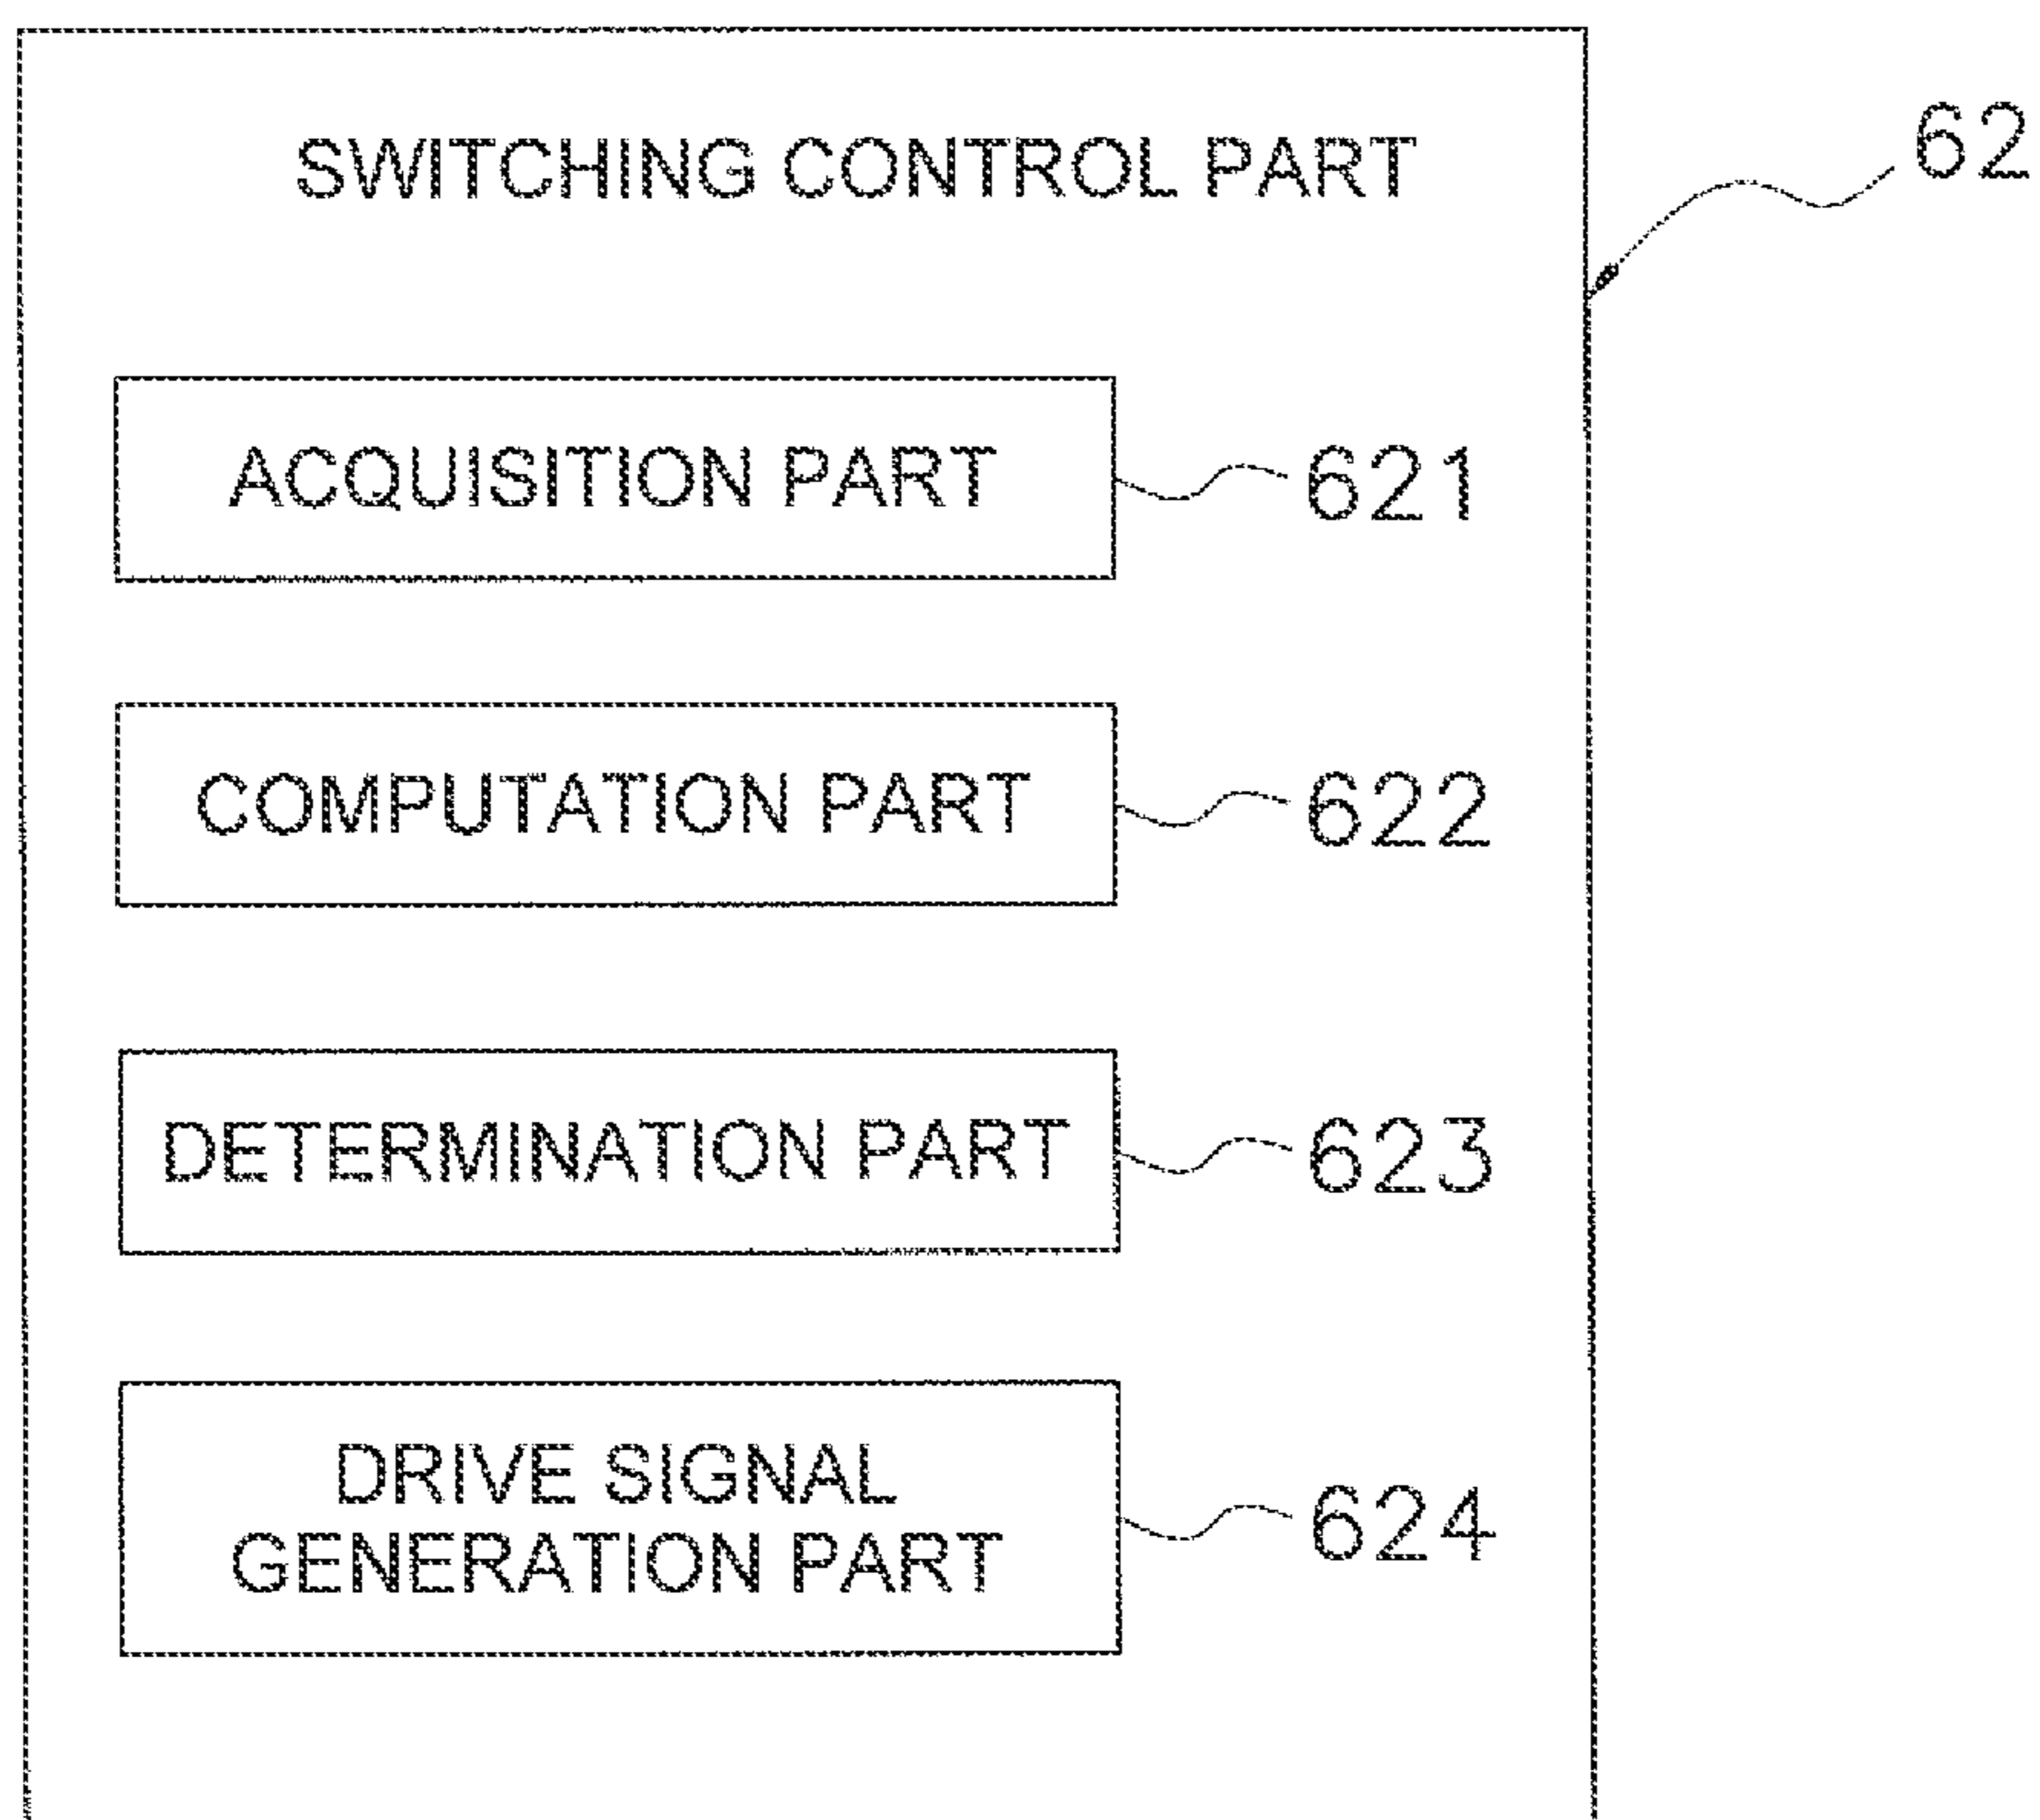 SWITCHING CONTROL PART
62
ACQUISITION PART
621
COMPUTATION PART
622
DETERMINATION PART
623
DRIVE SIGNAL
GENERATION PART
624